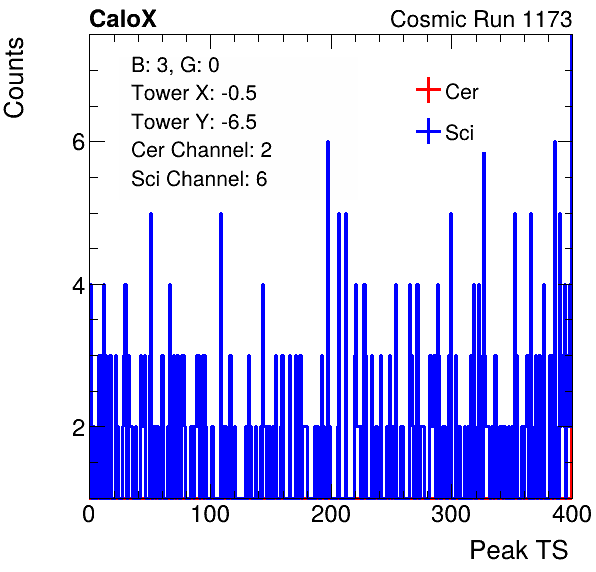 CaloX Cosmic Run 1173
Counts
B: 3, G: 0
Tower X: -0.5
Tower Y: -6.5
Cer Channel: 2
Sci Channel: 6
Cer
Sci
6
4
2
0 100 200 300 400
Peak TS